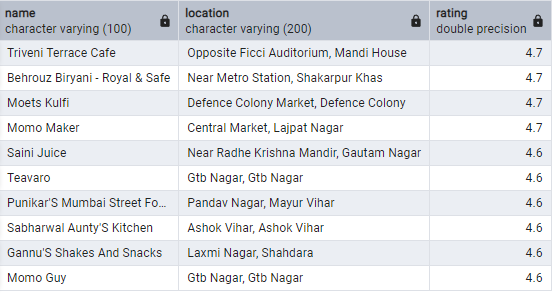 name location rating
character varying (100) character varying (200) double precision
Triveni Terrace Cafe Opposite Ficci Auditorium, Mandi House 4.7
Behrouz Biryani - Royal & Safe Near Metro Station, Shakarpur Khas 4.7
Moets Kulfi Defence Colony Market, Defence Colony 4.7
Momo Maker Central Market, Lajpat Nagar 4.7
Saini Juice Near Radhe Krishna Mandir, Gautam Nagar 4.6
Teavaro Gtb Nagar, Gtb Nagar 4.6
Punikar'S Mumbai Street Fo... Pandav Nagar, Mayur Vihar 4.6
Sabharwal Aunty'S Kitchen Ashok Vihar, Ashok Vihar 4.6
Gannu'S Shakes And Snacks Laxmi Nagar, Shahdara 4.6
Momo Guy Gtb Nagar, Gtb Nagar 4.6